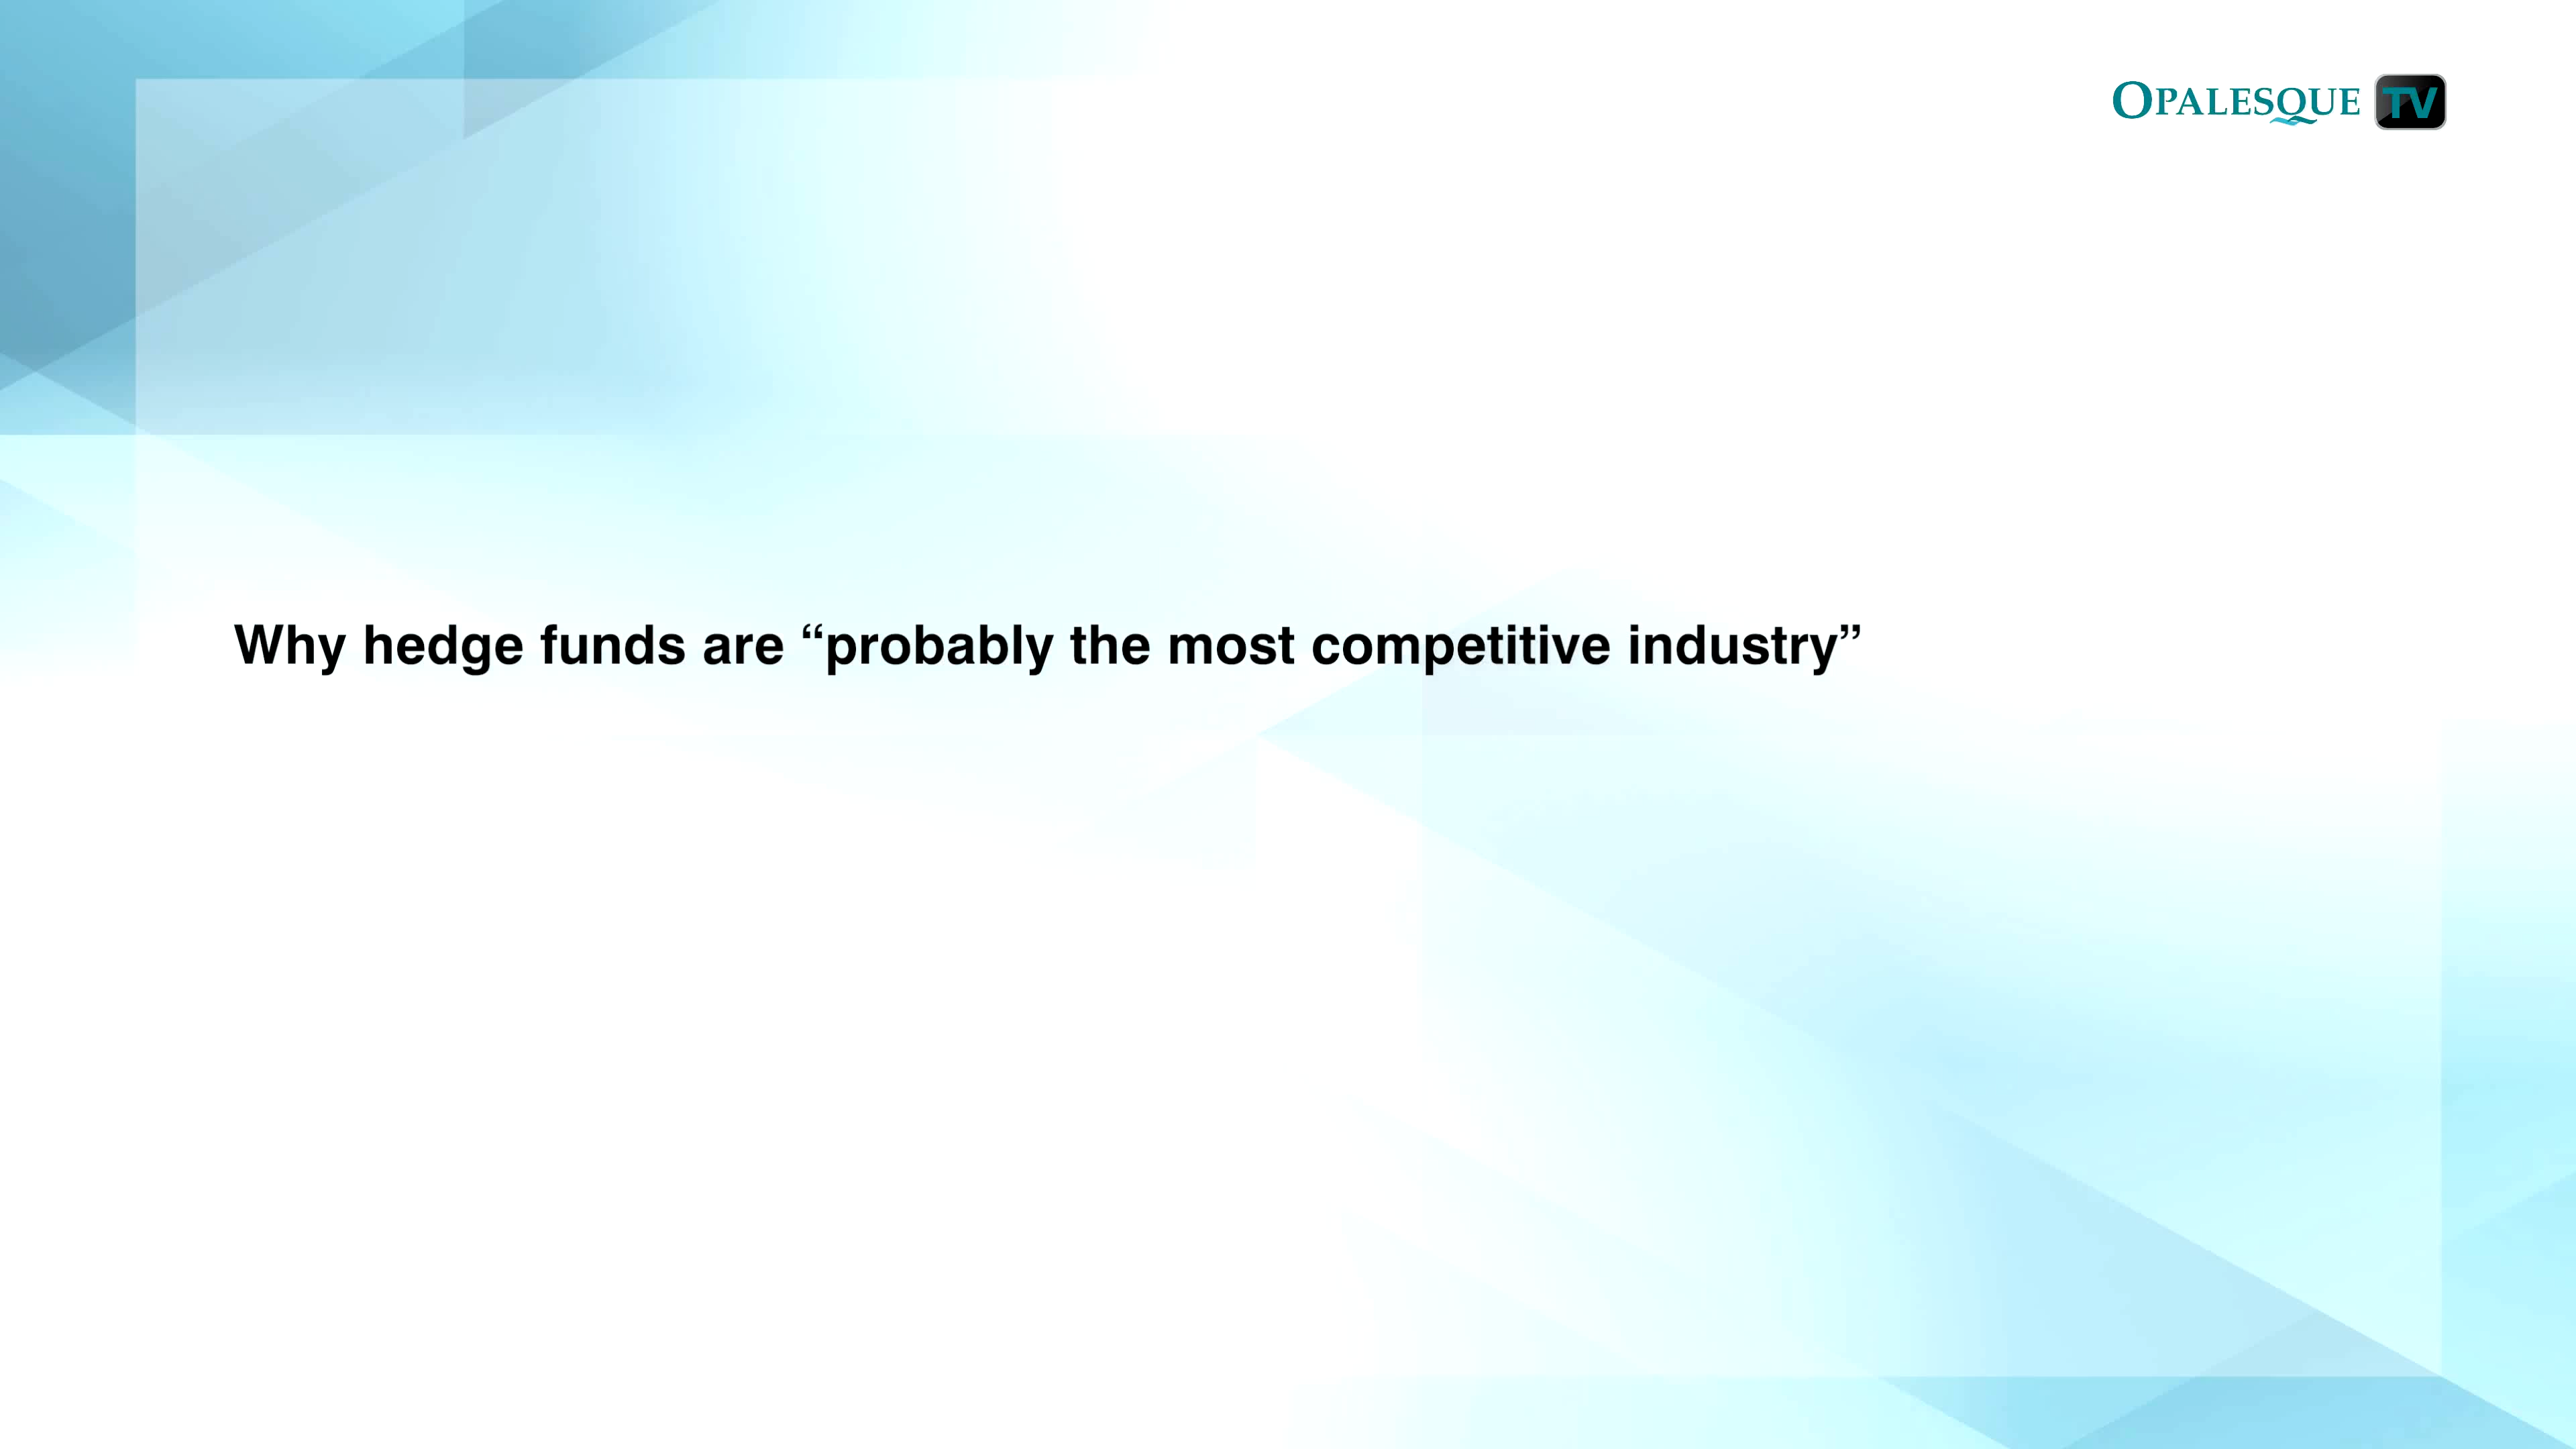 OPALESQUE TV
Why hedge funds are “probably the most competitive industry”